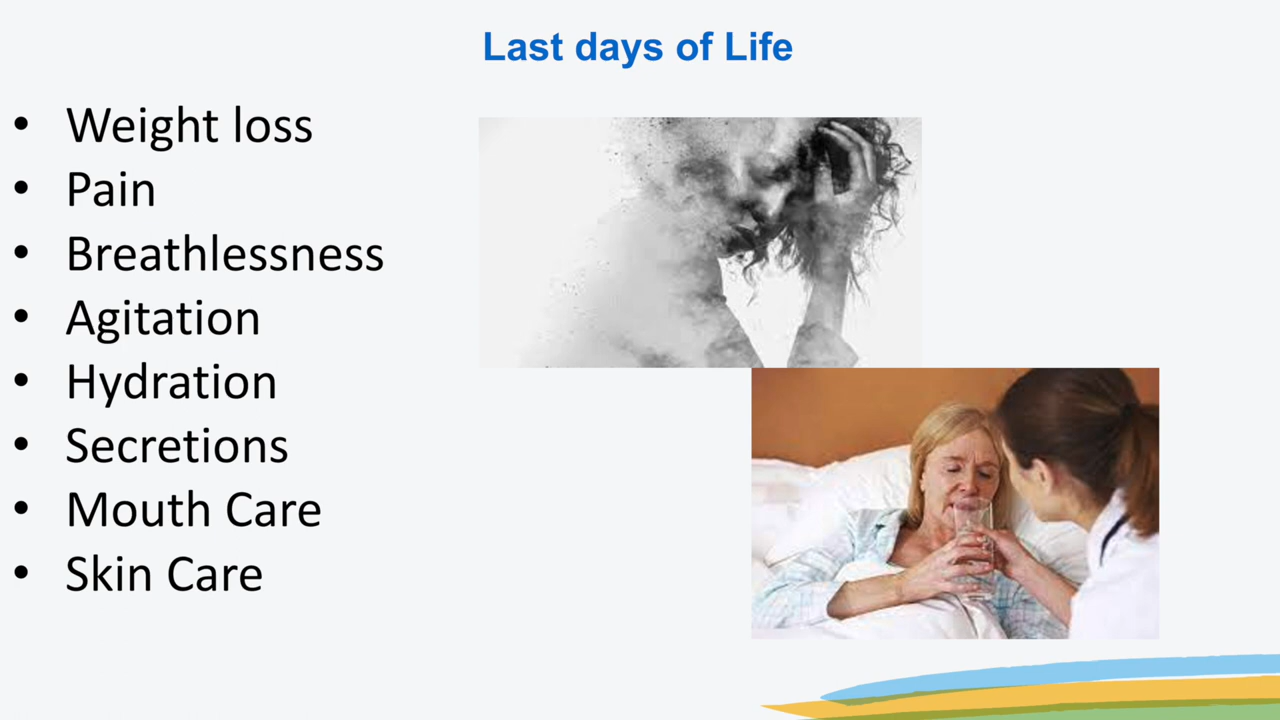 Last days of Life
• Weight loss
• Pain
• Breathlessness
• Agitation
• Hydration
• Secretions
• Mouth Care
• Skin Care